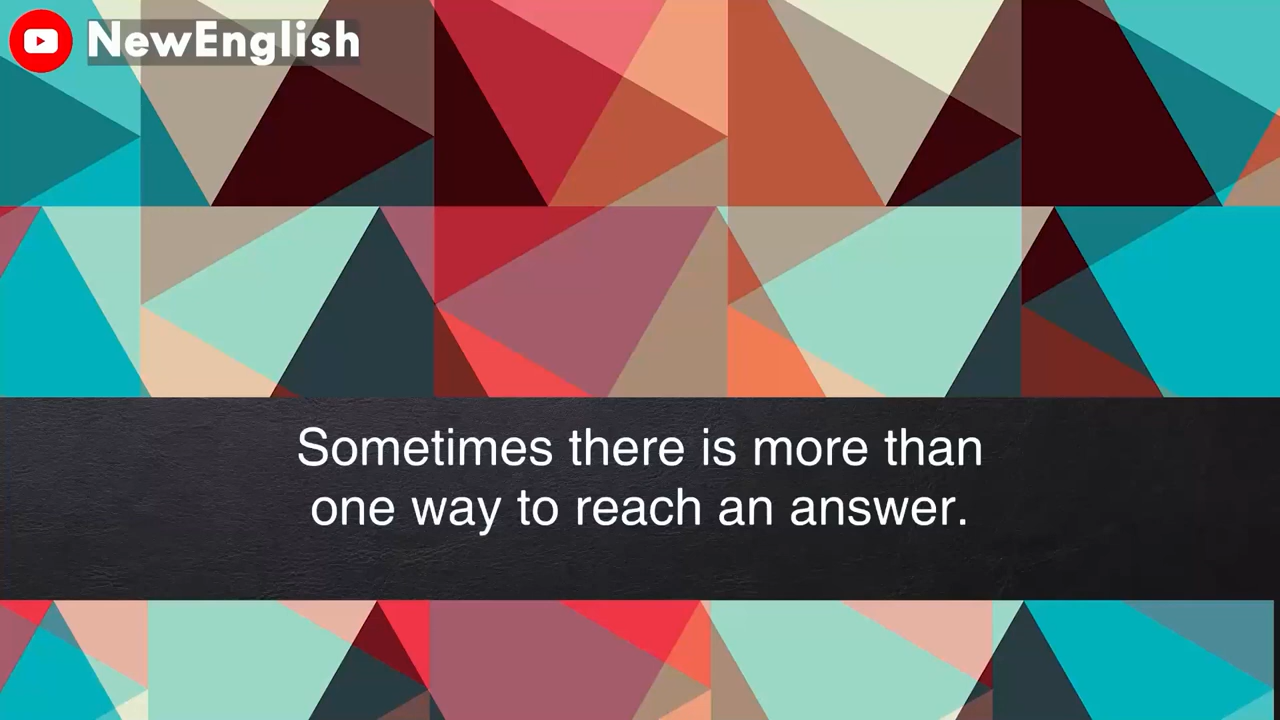 NewEnglish
Sometimes there is more than
one way to reach an answer.